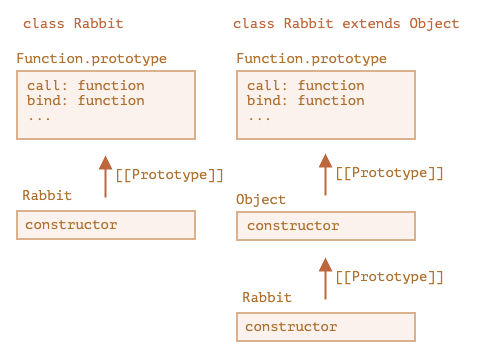 class Rabbit
Function.prototype
call: function
bind: function
...
[[Prototype]]
Rabbit
constructor
class Rabbit extends Object
Function.prototype
call: function
bind: function
...
[[Prototype]]
Object
constructor
[[Prototype]]
Rabbit
constructor